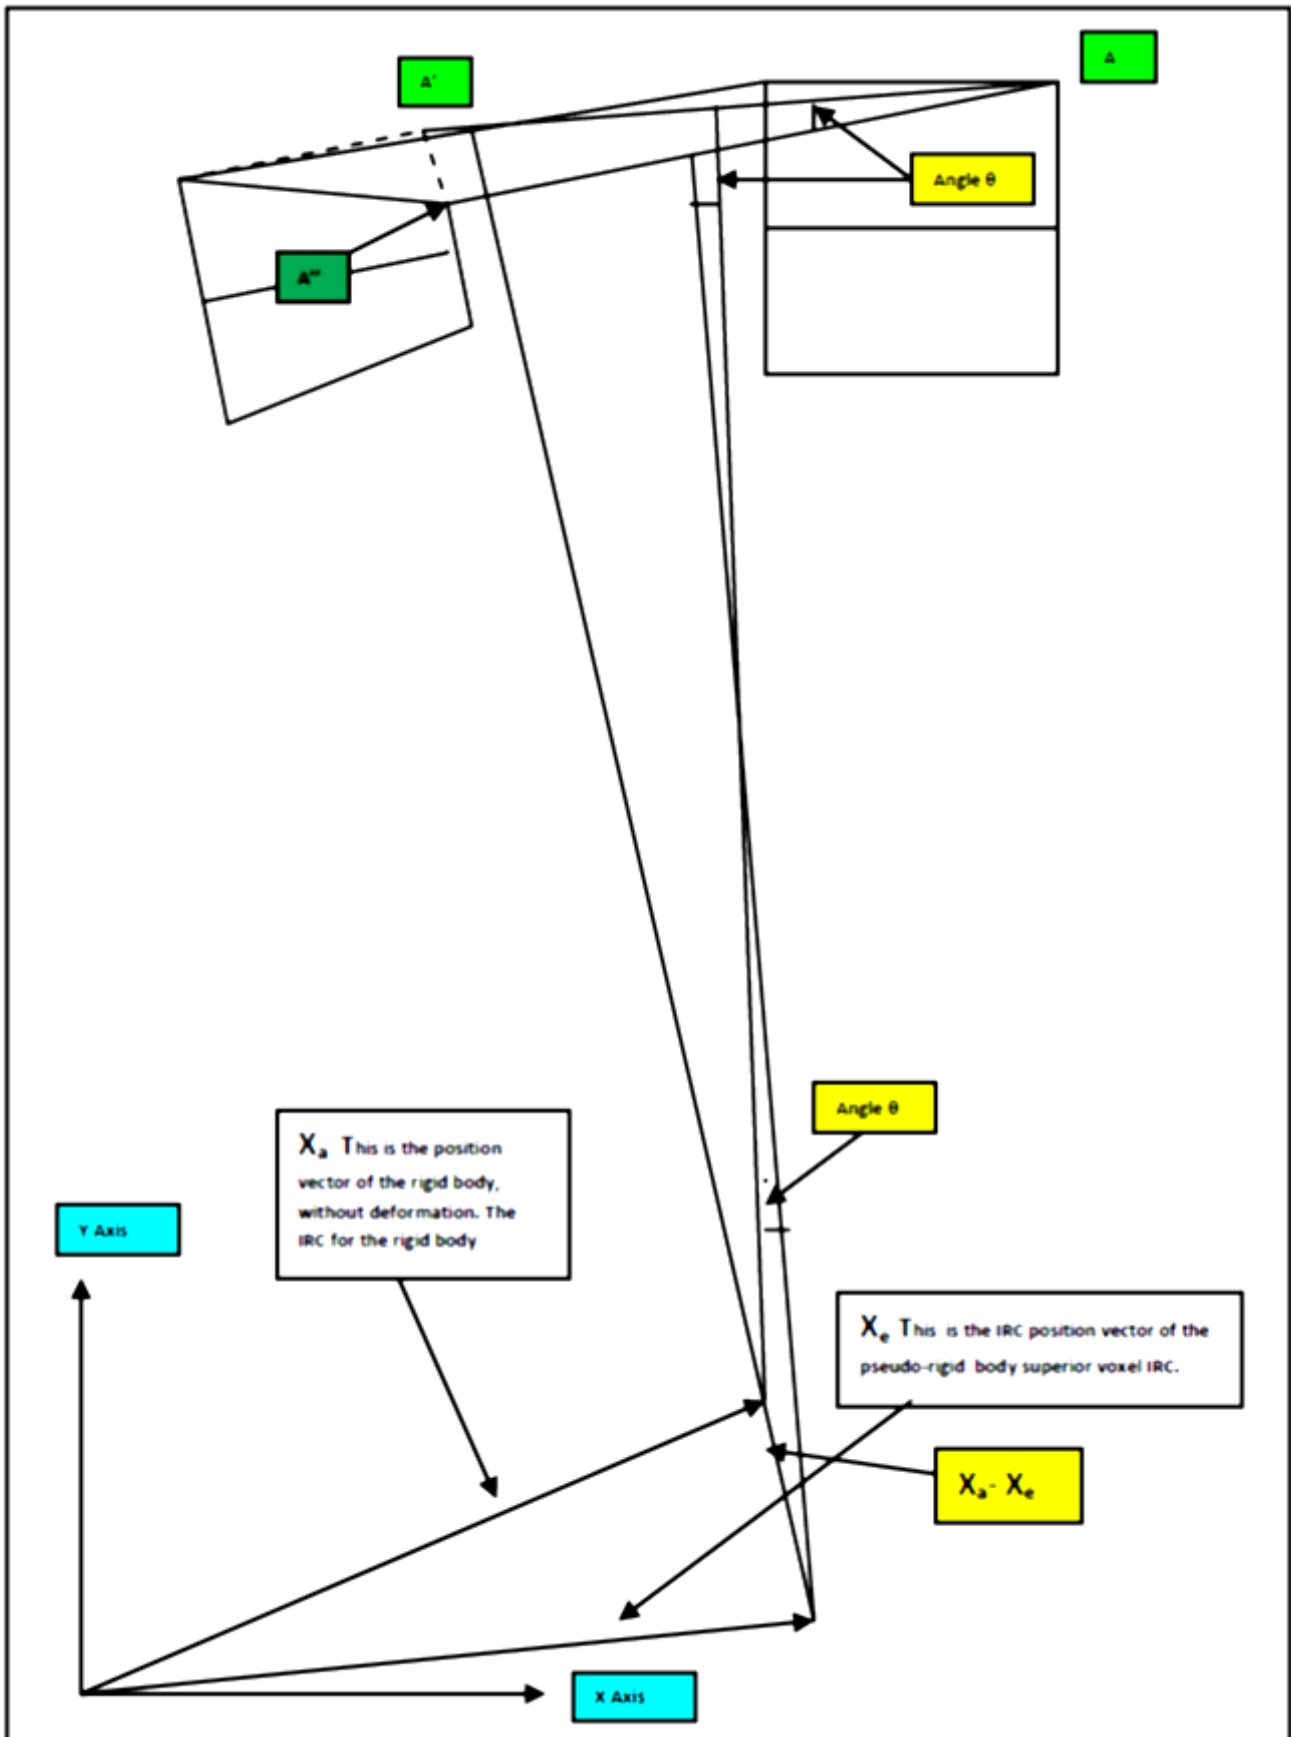 A
A'
Angle θ
A''
Angle θ
Xₐ This is the position
vector of the rigid body,
without deformation. The
IRC for the rigid body
Y Axis
Xₑ This is the IRC position vector of the
pseudo-rigid body superior voxel IRC.
Xₐ- Xₑ
X Axis